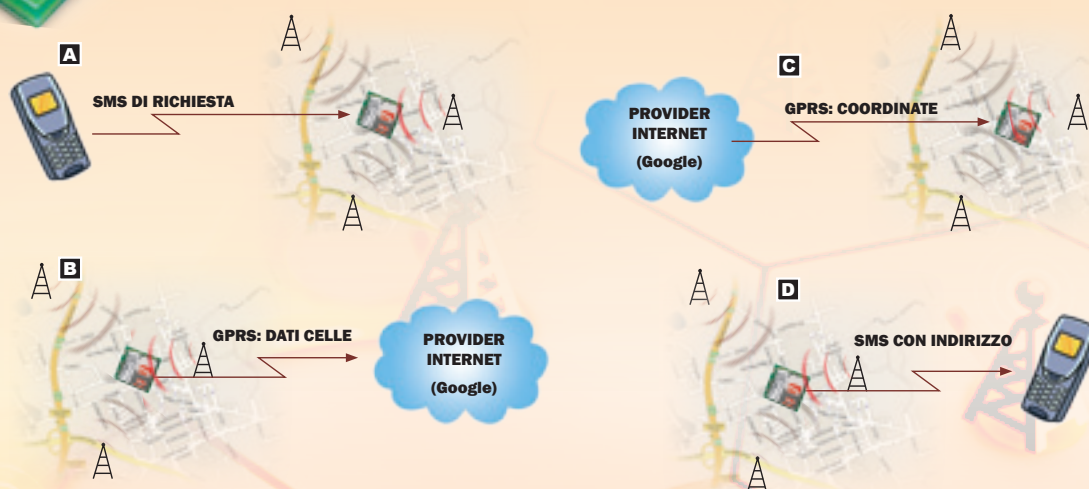 A
SMS DI RICHIESTA
B
GPRS: DATI CELLE
PROVIDER
INTERNET
(Google)
C
PROVIDER
INTERNET
(Google)
GPRS: COORDINATE
D
SMS CON INDIRIZZO